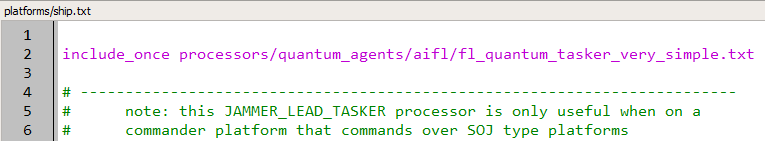 platforms/ship.txt
1
2 include_once processors/quantum_agents/aifl/fl_quantum_tasker_very_simple.txt
3
4 # --------------------------------------------------------------------------
5 #      note: this JAMMER_LEAD_TASKER processor is only useful when on a
6 #      commander platform that commands over SOJ type platforms